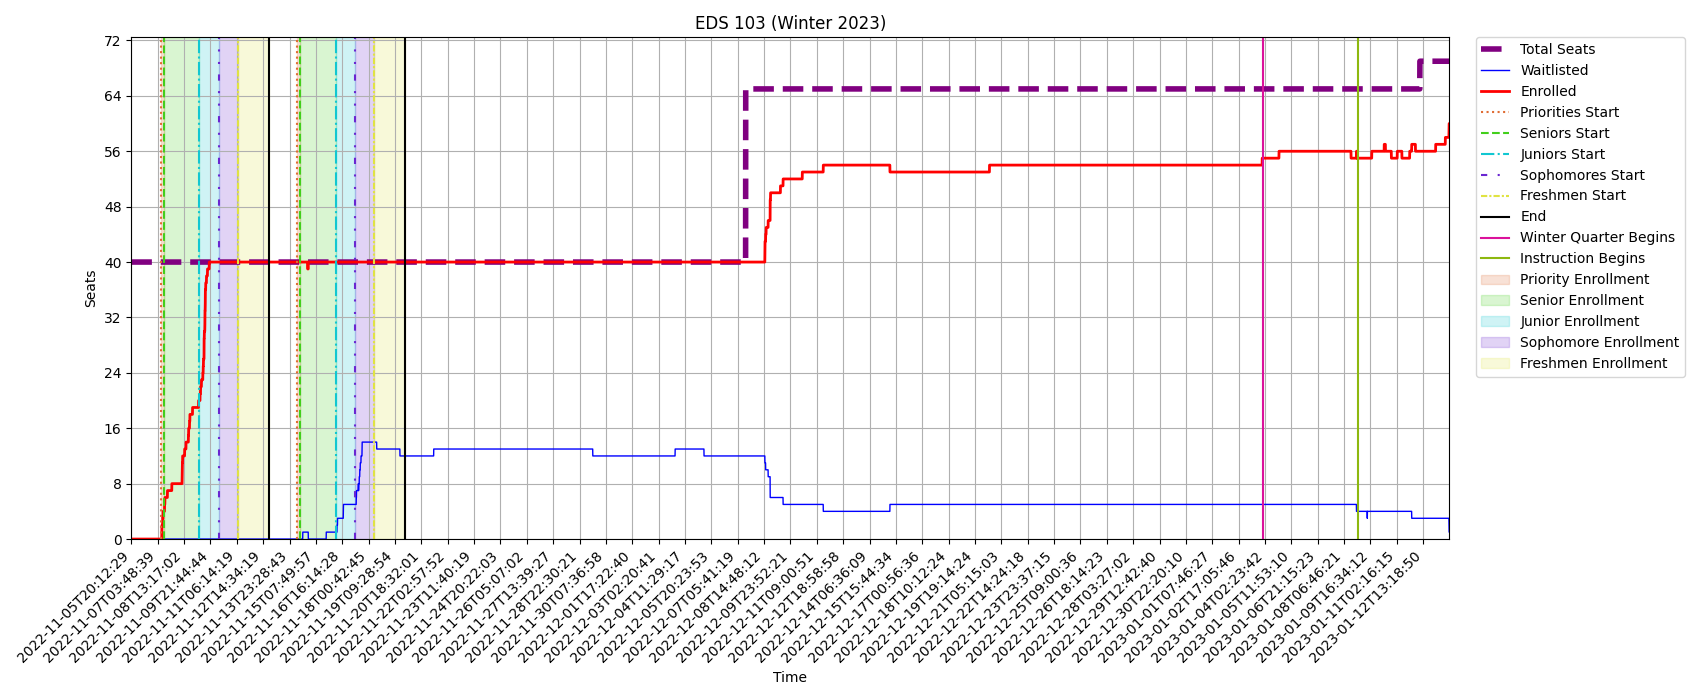 EDS 103 (Winter 2023)
Seats
72
64
56
48
40
32
24
16
8
0
2022-11-05T20:12:29
2022-11-07T03:48:39
2022-11-08T13:17:02
2022-11-09T21:44:44
2022-11-11T06:14:19
2022-11-12T14:34:19
2022-11-13T23:28:43
2022-11-15T07:49:57
2022-11-16T16:14:28
2022-11-18T00:42:45
2022-11-19T09:28:54
2022-11-20T18:32:01
2022-11-22T02:57:52
2022-11-23T11:40:19
2022-11-24T20:22:03
2022-11-26T05:07:02
2022-11-27T13:39:27
2022-11-28T22:30:21
2022-11-30T07:36:58
2022-12-01T17:22:40
2022-12-03T02:20:41
2022-12-04T11:29:17
2022-12-05T20:23:53
2022-12-07T05:41:19
2022-12-08T14:48:12
2022-12-09T23:52:21
2022-12-11T09:00:51
2022-12-12T18:58:58
2022-12-14T06:36:09
2022-12-15T15:44:34
2022-12-17T00:56:36
2022-12-18T10:12:24
2022-12-19T19:14:24
2022-12-21T05:15:03
2022-12-22T14:24:18
2022-12-23T23:37:15
2022-12-25T09:00:36
2022-12-26T18:14:23
2022-12-28T03:27:02
2022-12-29T12:42:40
2022-12-30T22:20:10
2023-01-01T07:46:27
2023-01-02T17:05:46
2023-01-04T02:23:42
2023-01-05T11:53:10
2023-01-06T21:15:23
2023-01-08T06:46:21
2023-01-09T16:34:12
2023-01-11T02:16:15
2023-01-12T13:18:50
Time
Total Seats
Waitlisted
Enrolled
Priorities Start
Seniors Start
Juniors Start
Sophomores Start
Freshmen Start
End
Winter Quarter Begins
Instruction Begins
Priority Enrollment
Senior Enrollment
Junior Enrollment
Sophomore Enrollment
Freshmen Enrollment